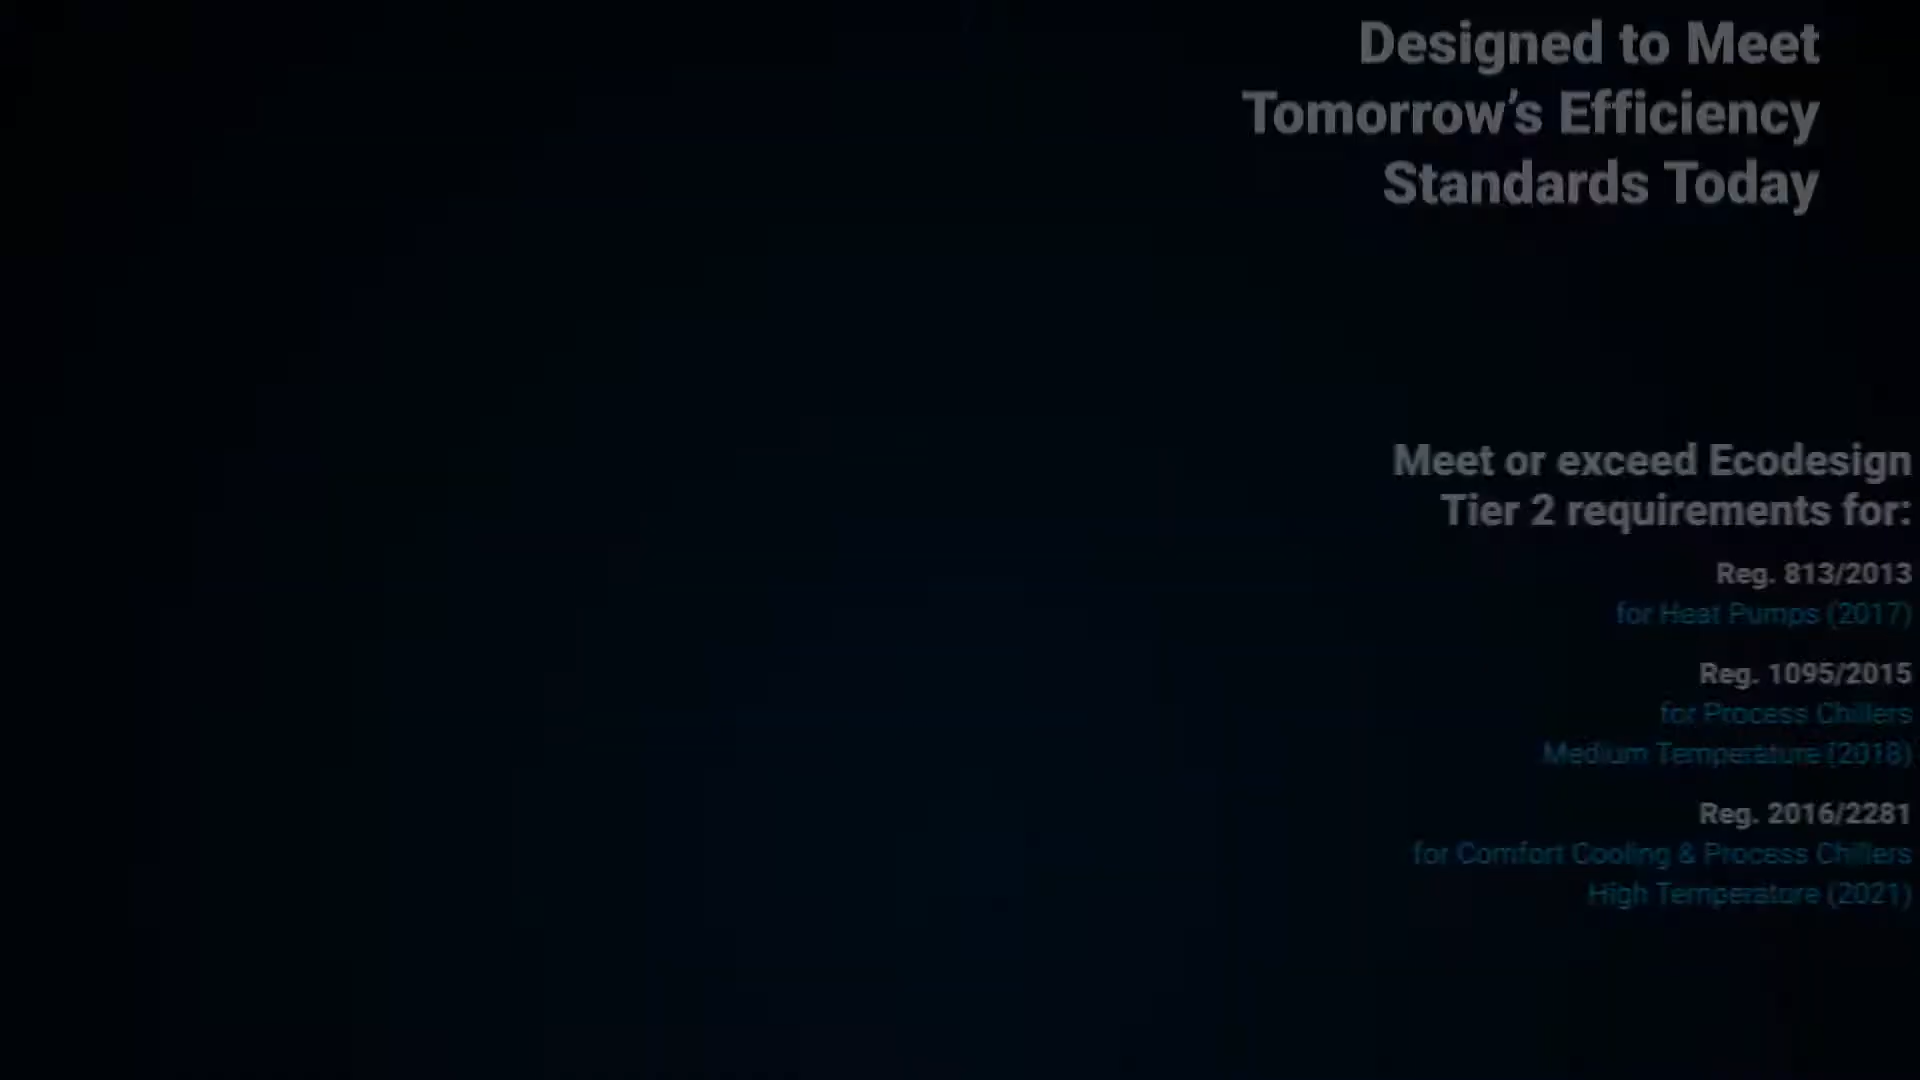 Designed to Meet
Tomorrow’s Efficiency
Standards Today
Meet or exceed Ecodesign
Tier 2 requirements for:
Reg. 813/2013
for Heat Pumps (2017)
Reg. 1095/2015
for Process Chillers
Medium Temperature (2018)
Reg. 2016/2281
for Comfort Cooling & Process Chillers
High Temperature (2021)